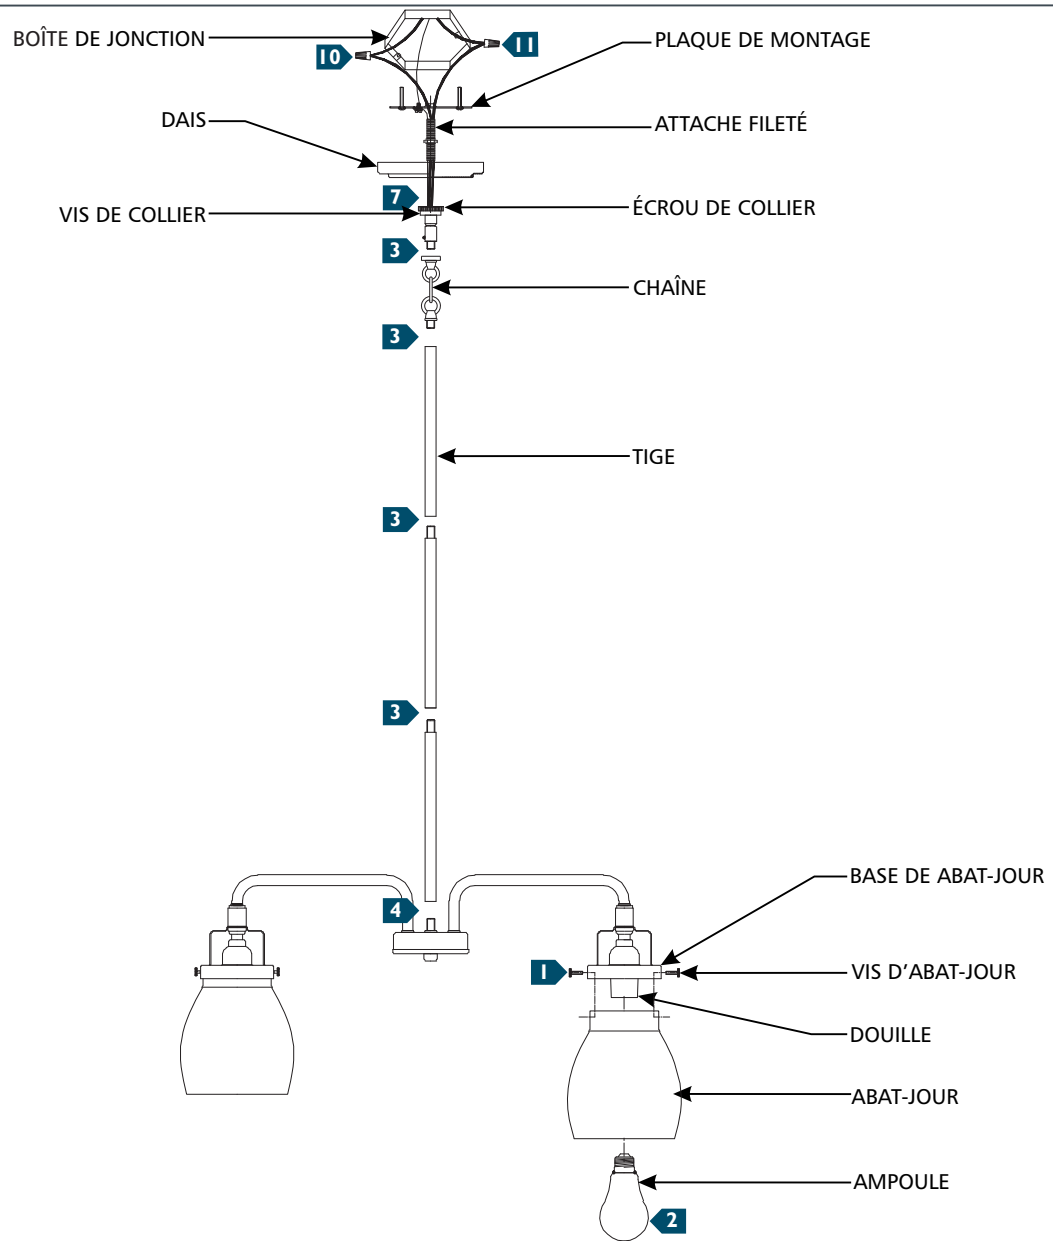 BOÎTE DE JONCTION
10
11
PLAQUE DE MONTAGE
DAIS
ATTACHE FILETÉ
7
VIS DE COLLIER
ÉCROU DE COLLIER
3
CHAÎNE
3
TIGE
3
3
4
BASE DE ABAT-JOUR
1
VIS D'ABAT-JOUR
DOUILLE
ABAT-JOUR
AMPOULE
2